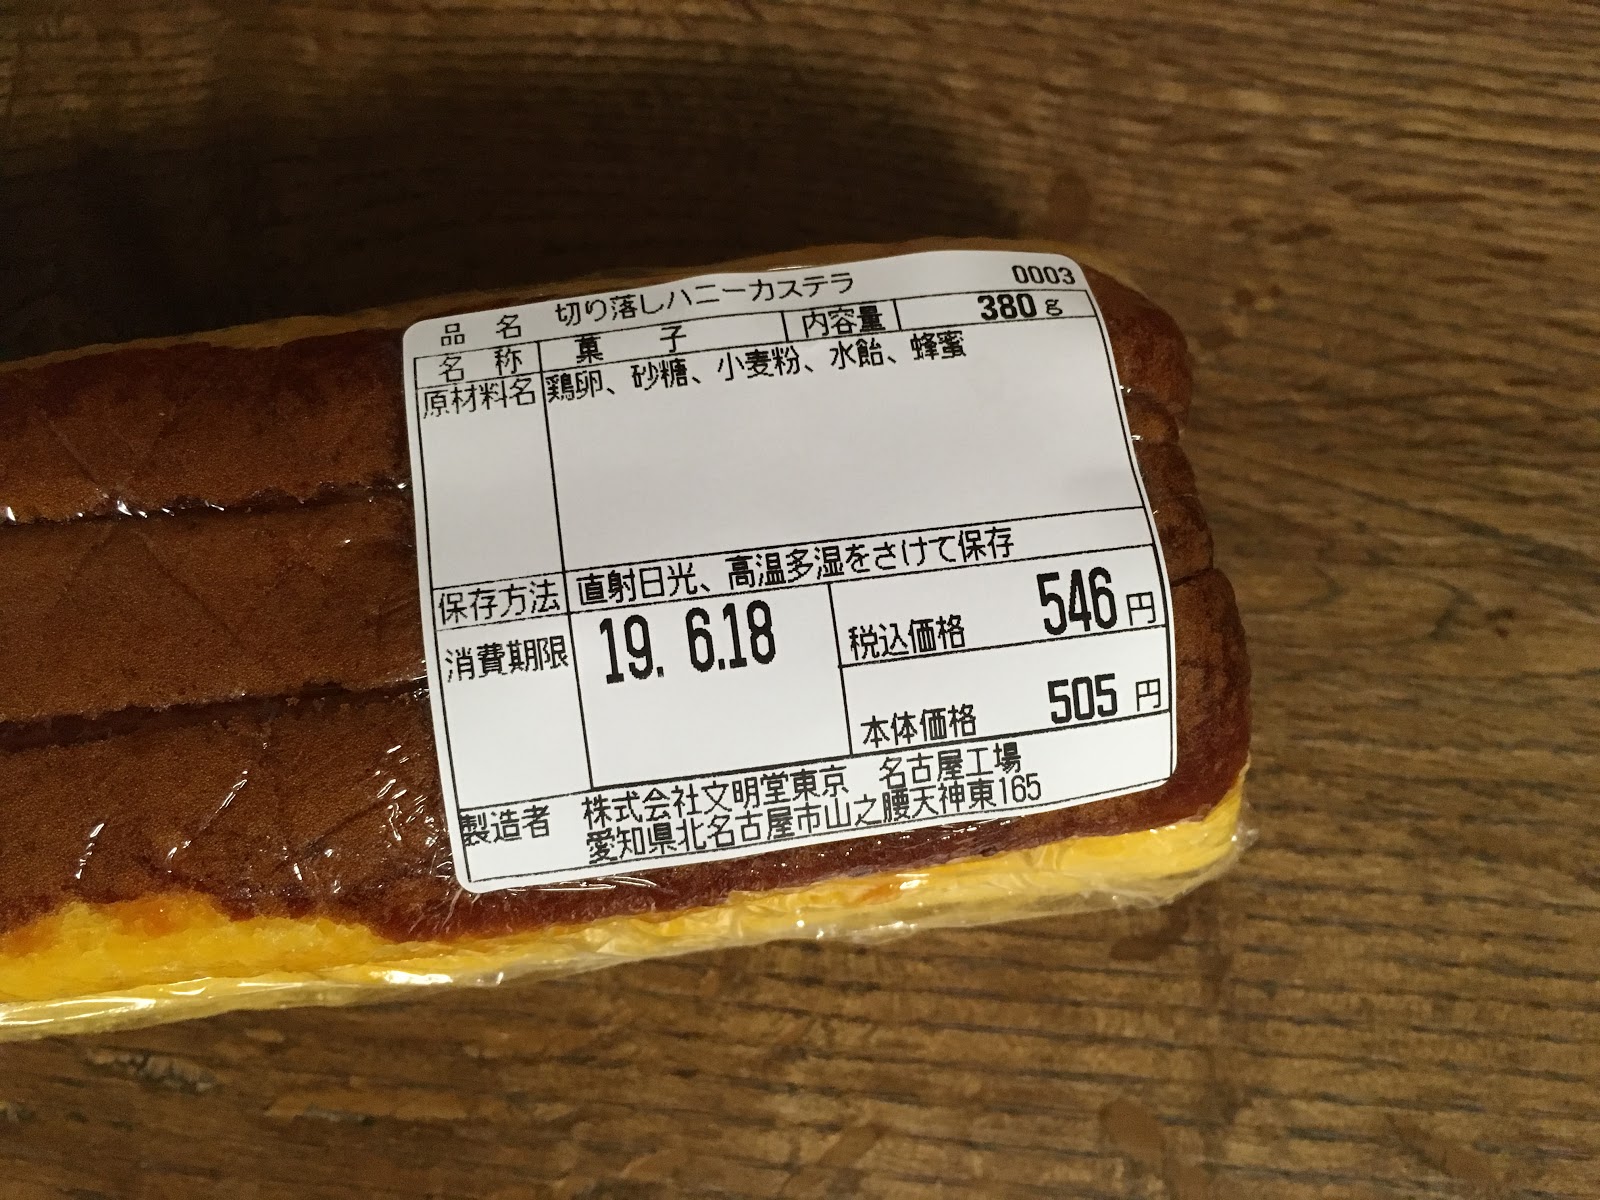 0003
品 名 切り落しハニーカステラ
名 称 菓 子 内容量 380g
原材料名 鶏卵、砂糖、小麦粉、水飴、蜂蜜
保存方法 直射日光、高温多湿をさけて保存
消費期限 19. 6.18 税込価格 546円
本体価格 505円
製造者 株式会社文明堂東京 名古屋工場
愛知県北名古屋市山之腰天神東165